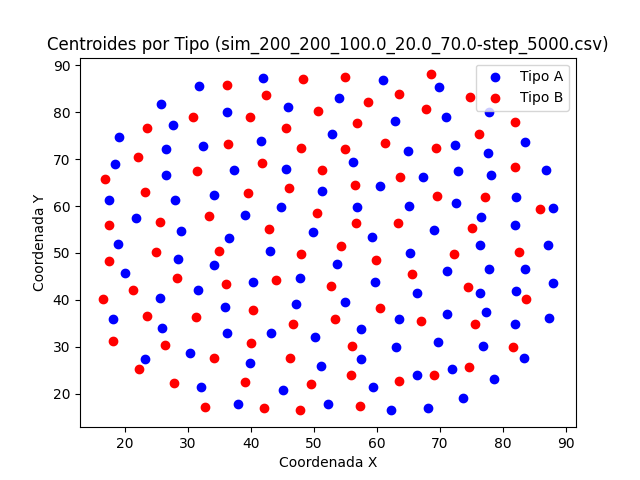 Centroides por Tipo (sim_200_200_100.0_20.0_70.0-step_5000.csv)
90
80
70
60
50
40
30
20
Coordenada Y
Tipo A
Tipo B
20 30 40 50 60 70 80 90
Coordenada X